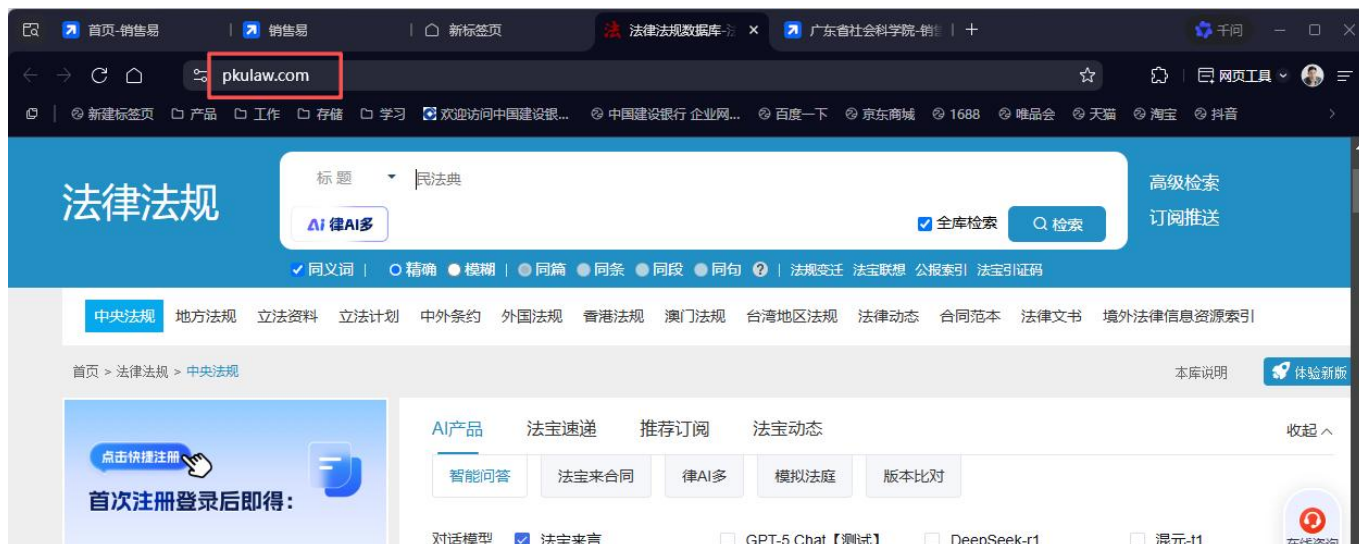 首页-销售易 销售易 新标签页 法律法规数据库-法 广东省社会科学院-销售 千问
pkulaw.com 网页工具
新建标签页 产品 工作 存储 学习 欢迎访问中国建设银... 中国建设银行 企业网... 百度一下 京东商城 1688 唯品会 天猫 淘宝 抖音
法律法规
标题 民法典
高级检索
Ai 律AI多 全库检索 检索
订阅推送
同义词 | 精确 模糊 | 同篇 同条 同段 同句 ? | 法规变迁 法宝联想 公报索引 法宝引证码
中央法规 地方法规 立法资料 立法计划 中外条约 外国法规 香港法规 澳门法规 台湾地区法规 法律动态 合同范本 法律文书 境外法律信息资源索引
首页 > 法律法规 > 中央法规 本库说明 体验新版
AI产品 法宝速递 推荐订阅 法宝动态 收起
点击快捷注册
智能问答 法宝来合同 律AI多 模拟法庭 版本比对
首次注册登录后即得:
对话模型 法宝来言 GPT-5 Chat【测试】 DeepSeek-r1 混元-t1
在线咨询